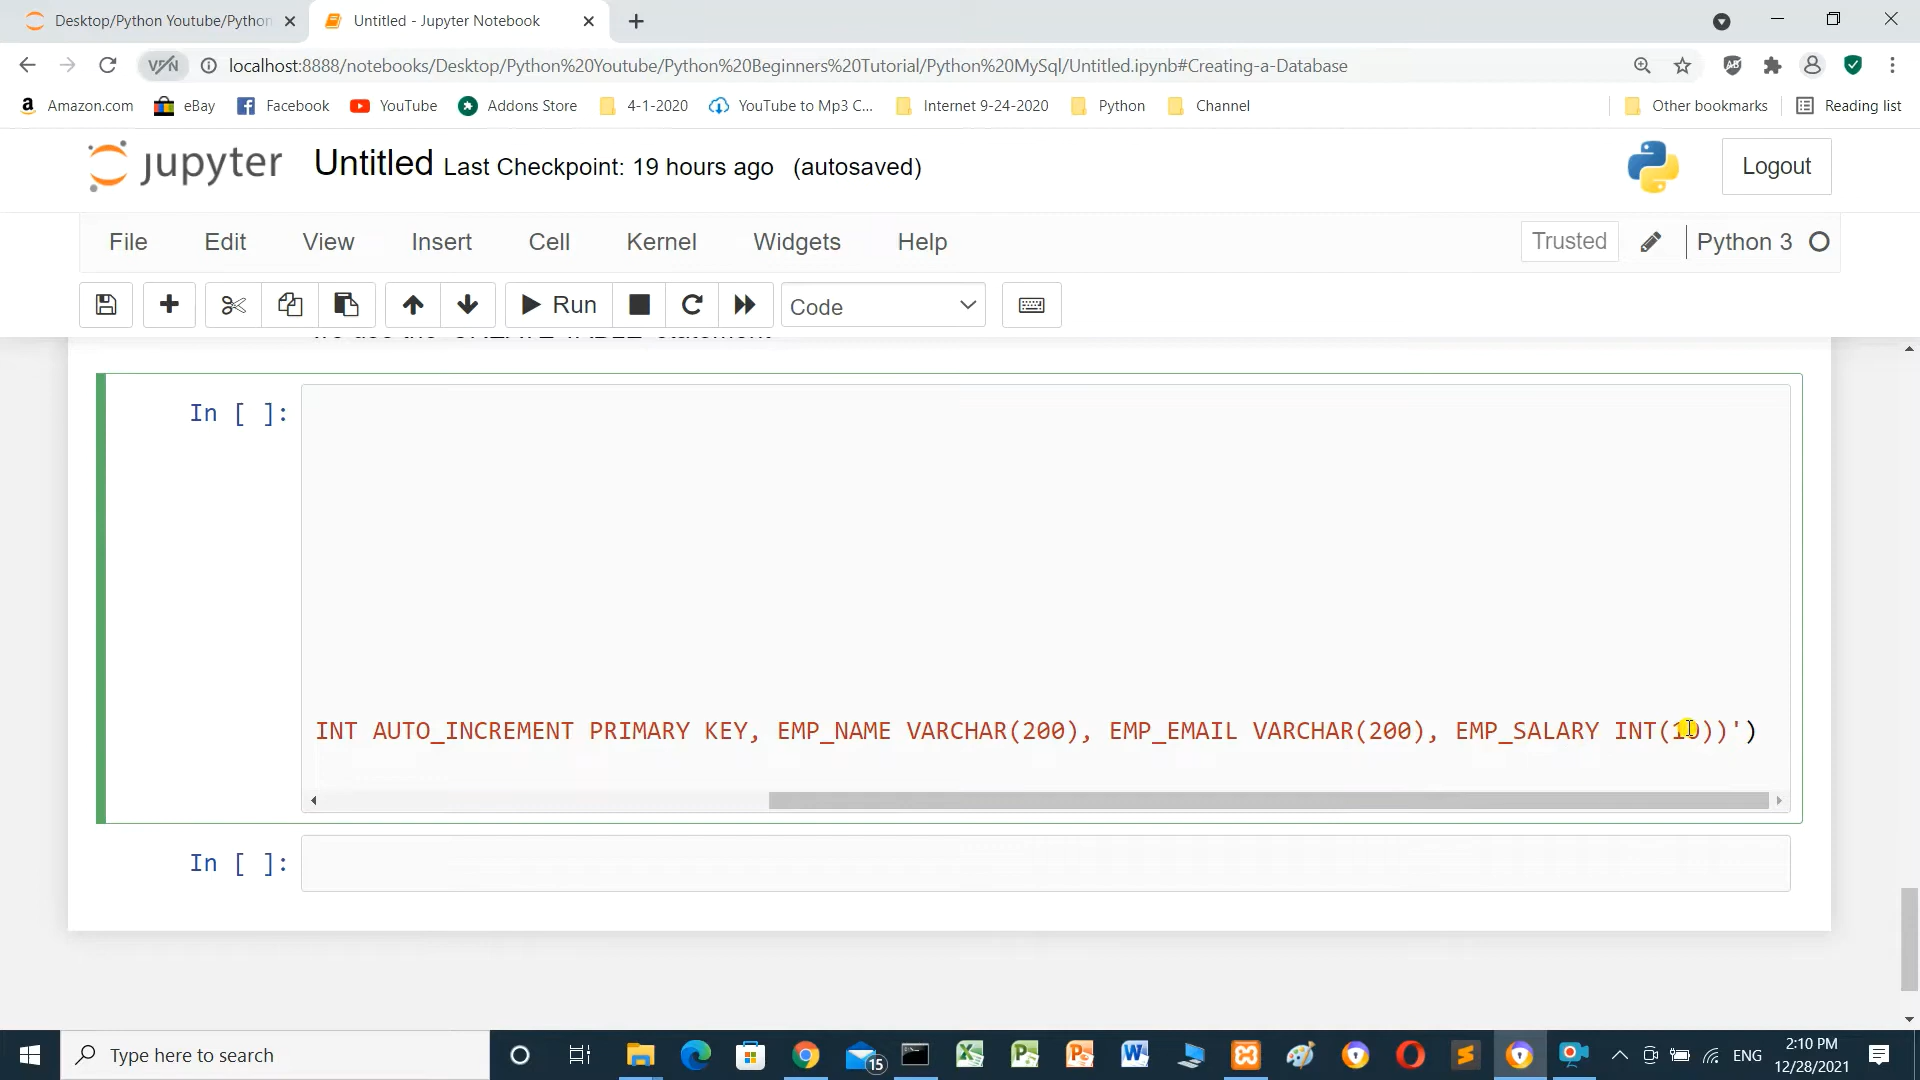 Desktop/Python Youtube/Python
Untitled - Jupyter Notebook
VPN
localhost:8888/notebooks/Desktop/Python%20Youtube/Python%20Beginners%20Tutorial/Python%20MySql/Untitled.ipynb#Creating-a-Database
Amazon.com
eBay
Facebook
YouTube
Addons Store
4-1-2020
YouTube to Mp3 C...
Internet 9-24-2020
Python
Channel
Other bookmarks
Reading list
jupyter Untitled Last Checkpoint: 19 hours ago (autosaved)
Logout
File Edit View Insert Cell Kernel Widgets Help
Trusted
Python 3
Run
Code
In [ ]:
INT AUTO_INCREMENT PRIMARY KEY, EMP_NAME VARCHAR(200), EMP_EMAIL VARCHAR(200), EMP_SALARY INT(10))')
In [ ]:
Type here to search
15
ENG
2:10 PM
12/28/2021